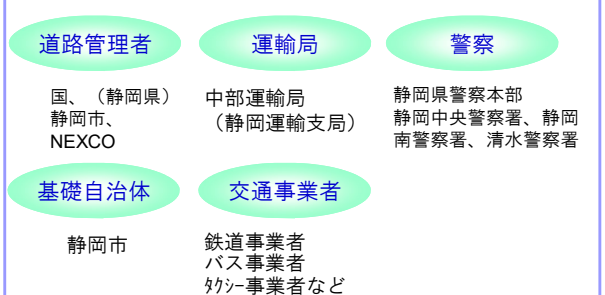 道路管理者
運輸局
警察
国、（静岡県）
静岡市、
NEXCO
中部運輸局
（静岡運輸支局）
静岡県警察本部
静岡中央警察署、静岡
南警察署、清水警察署
基礎自治体
交通事業者
静岡市
鉄道事業者
バス事業者
ﾀｸｼｰ事業者など